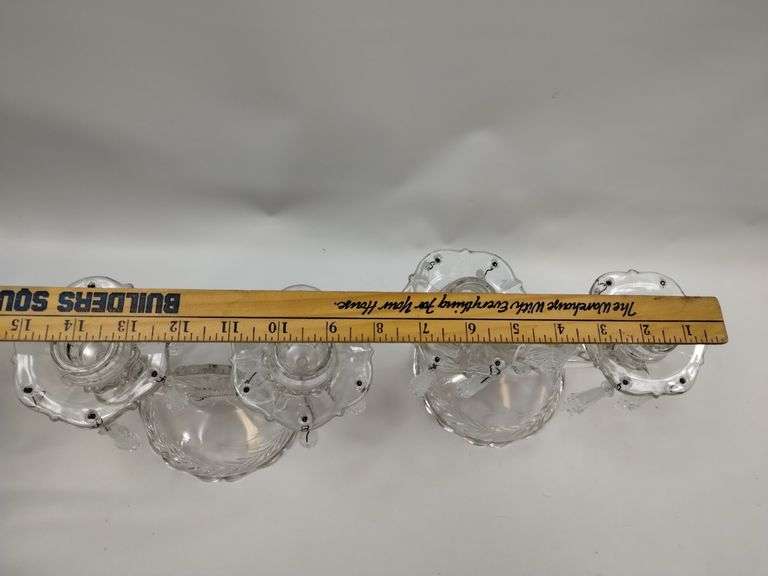 BUILDERS SQU
The Warehouse With Everything For Your House.
1 2 3 4 5 6 7 8 9 10 11 12 13 14 15